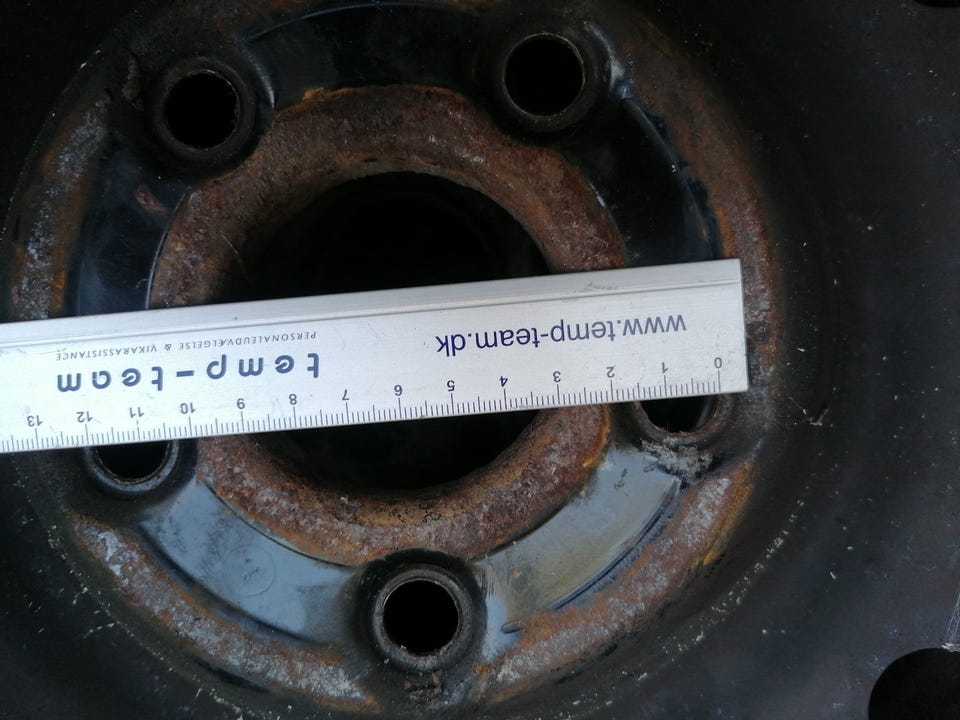 www.temp-team.dk
temp-team
PERSONALEUDVÆLGELSE & VIKARASSISTANCE
0 1 2 3 4 5 6 7 8 9 10 11 12 13